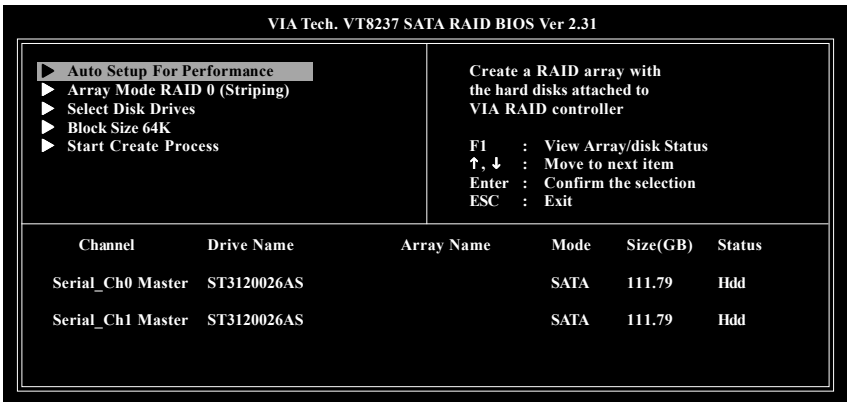 VIA Tech. VT8237 SATA RAID BIOS Ver 2.31
Auto Setup For Performance
Array Mode RAID 0 (Striping)
Select Disk Drives
Block Size 64K
Start Create Process
Create a RAID array with
the hard disks attached to
VIA RAID controller
F1 : View Array/disk Status
↑, ↓ : Move to next item
Enter : Confirm the selection
ESC : Exit
Channel Drive Name Array Name Mode Size(GB) Status
Serial_Ch0 Master ST3120026AS SATA 111.79 Hdd
Serial_Ch1 Master ST3120026AS SATA 111.79 Hdd